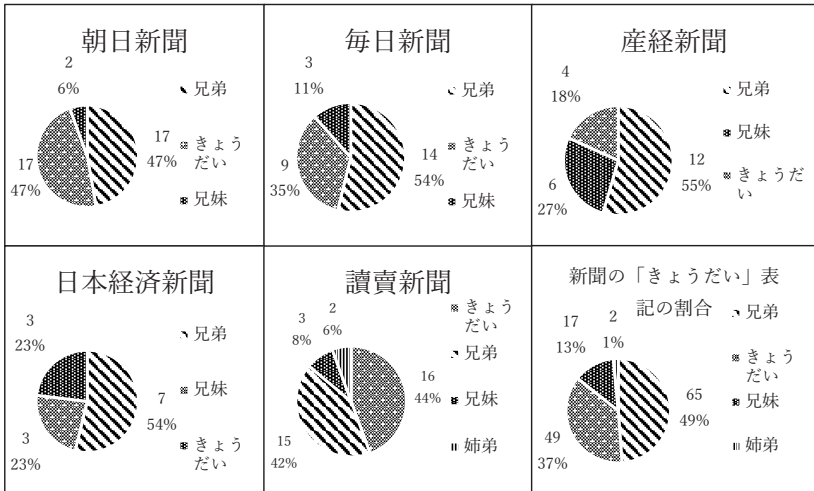 朝日新聞
2
6%
兄弟
17
47%
きょう
だい
17
47%
兄妹
毎日新聞
3
11%
兄弟
14
54%
きょう
だい
9
35%
兄妹
産経新聞
4
18%
兄弟
兄妹
12
55%
きょうだ
い
6
27%
日本経済新聞
3
23%
兄弟
兄妹
7
54%
3
23%
きょう
だい
讀賣新聞
3
8%
2
6%
きょう
だい
兄弟
16
44%
兄妹
15
42%
姉弟
新聞の「きょうだい」表
記の割合
17
13%
2
1%
兄弟
きょう
だい
65
49%
兄妹
49
37%
姉弟